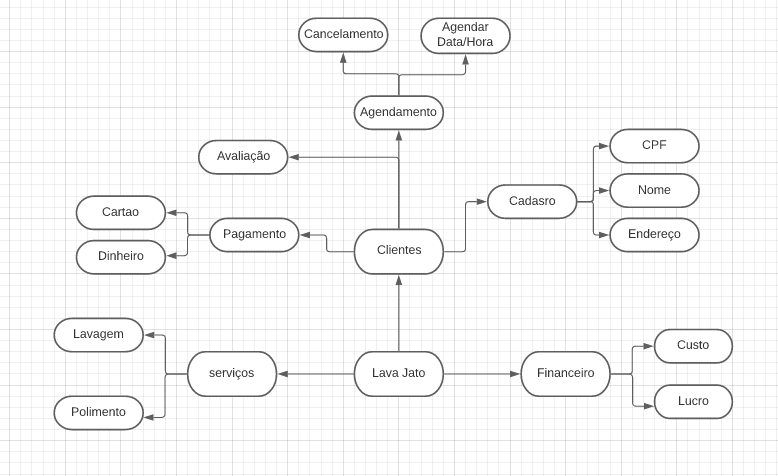 Cancelamento
Agendar
Data/Hora
Agendamento
Avaliação
CPF
Nome
Endereço
Cadasro
Cartao
Dinheiro
Pagamento
Clientes
Lavagem
Polimento
serviços
Lava Jato
Financeiro
Custo
Lucro